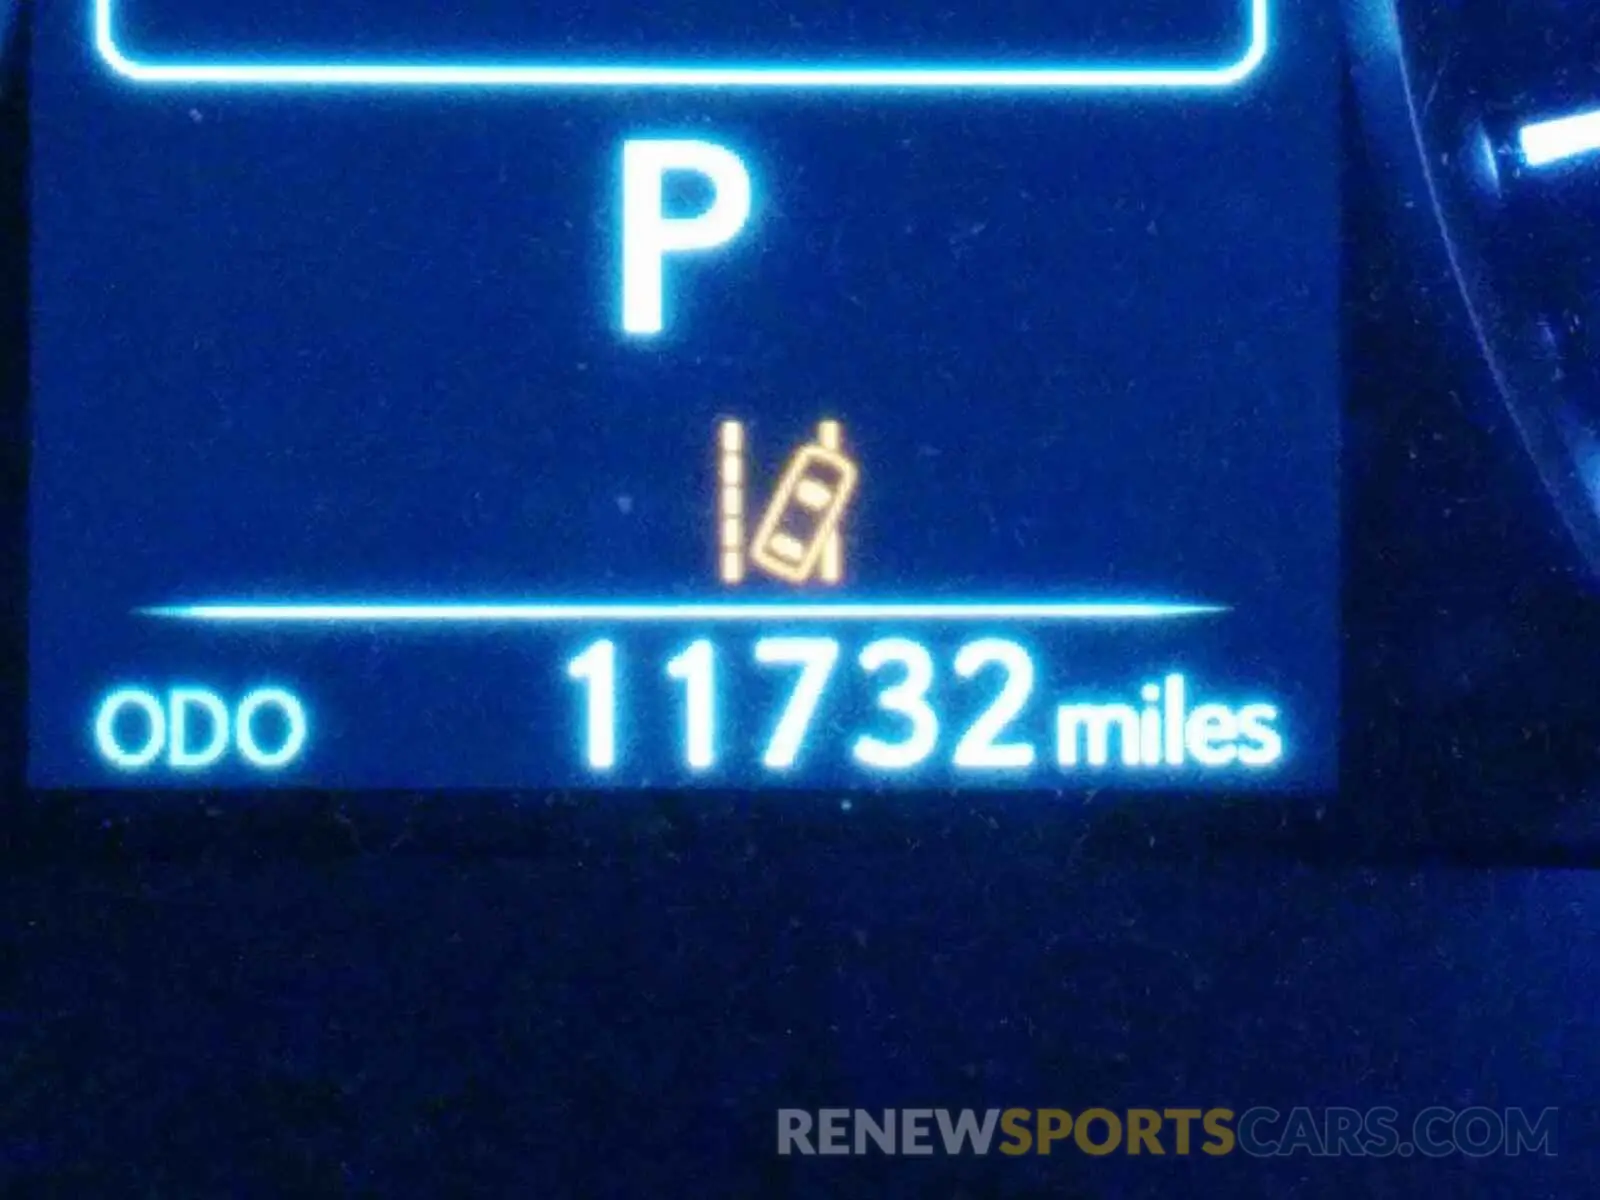 P
ODO 11732 miles
RENEWSPORTSCARS.COM